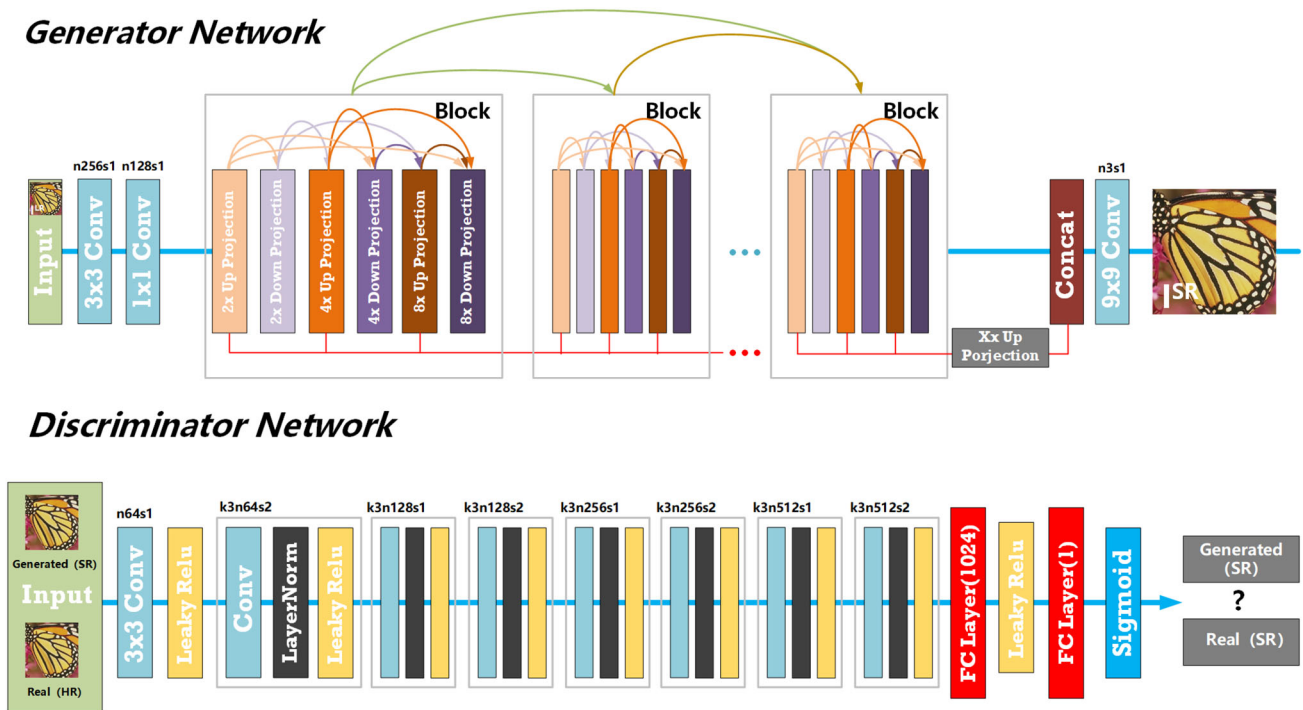 Generator Network
Block
Block
Block
n256s1
n128s1
n3s1
Input
3x3 Conv
1x1 Conv
2x Up Projection
2x Down Projection
4x Up Projection
4x Down Projection
8x Up Projection
8x Down Projection
Concat
9x9 Conv
ISR
Xx Up
Porjection
Discriminator Network
n64s1
k3n64s2
k3n128s1
k3n128s2
k3n256s1
k3n256s2
k3n512s1
k3n512s2
Generated (SR)
Input
Real (HR)
3x3 Conv
Leaky Relu
Conv
LayerNorm
Leaky Relu
FC Layer(1024)
Leaky Relu
FC Layer(1)
Sigmoid
Generated
(SR)
?
Real (SR)